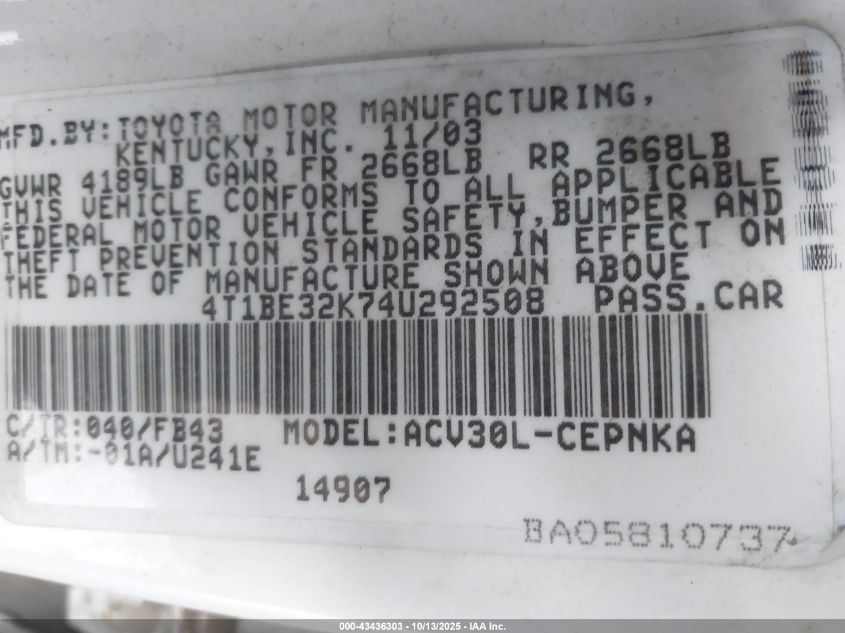 MFD.BY:TOYOTA MOTOR MANUFACTURING,
KENTUCKY,INC. 11/03
GVWR 4189LB GAWR FR 2668LB RR 2668LB
THIS VEHICLE CONFORMS TO ALL APPLICABLE
FEDERAL MOTOR VEHICLE SAFETY,BUMPER AND
THEFT PREVENTION STANDARDS IN EFFECT ON
THE DATE OF MANUFACTURE SHOWN ABOVE
4T1BE32K74U292508 PASS.CAR
C/TR:040/FB43 MODEL:ACV30L-CEPNKA
A/TM:-01A/U241E
14907
BA05810737
000-43436303 - 10/13/2025 - IAA Inc.